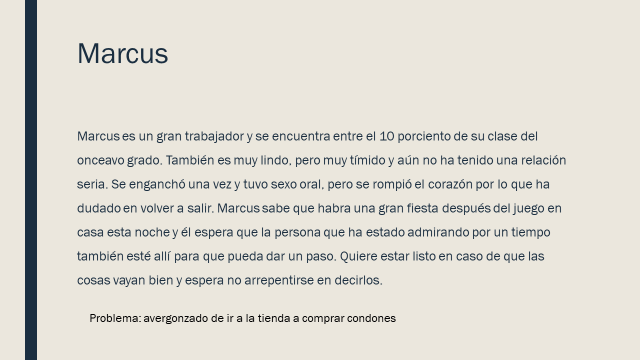 Marcus
Marcus es un gran trabajador y se encuentra entre el 10 porciento de su clase del
onceavo grado. También es muy lindo, pero muy tímido y aún no ha tenido una relación
seria. Se enganchó una vez y tuvo sexo oral, pero se rompió el corazón por lo que ha
dudado en volver a salir. Marcus sabe que habra una gran fiesta después del juego en
casa esta noche y él espera que la persona que ha estado admirando por un tiempo
también esté allí para que pueda dar un paso. Quiere estar listo en caso de que las
cosas vayan bien y espera no arrepentirse en decirlos.
Problema: avergonzado de ir a la tienda a comprar condones